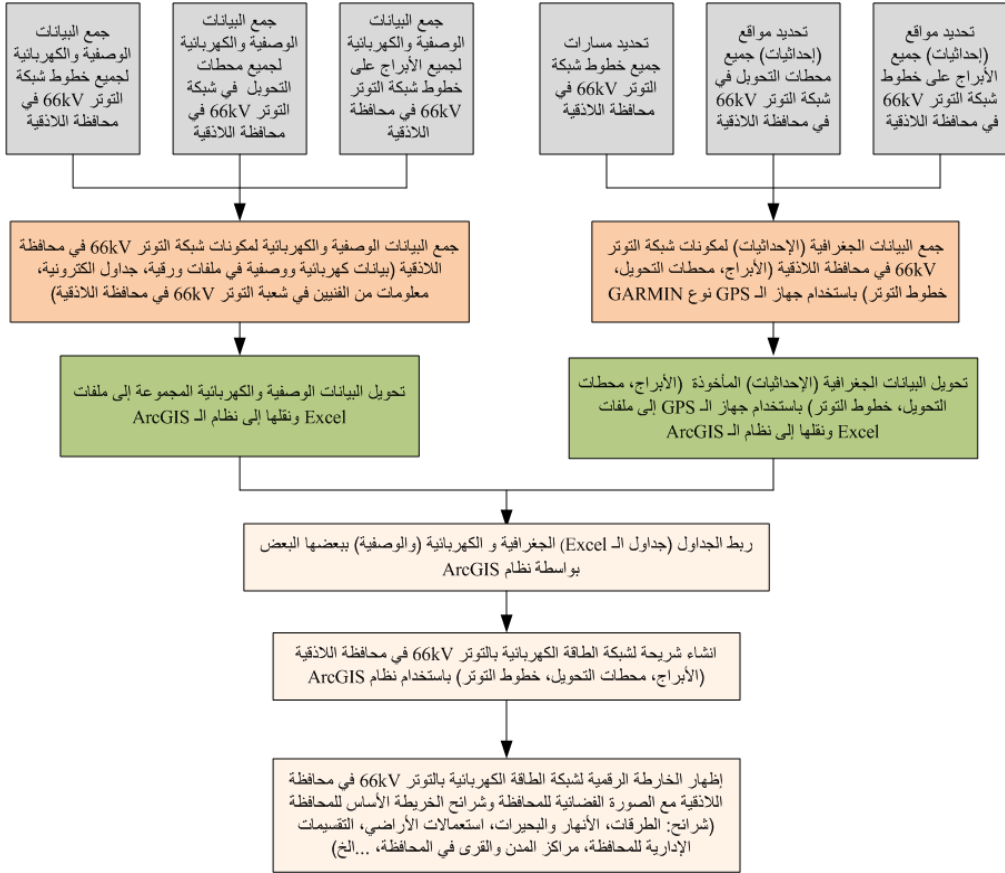 تحديد مواقع
(إحداثيات) جميع
الأبراج على خطوط
شبكة التوتر 66kV
في محافظة اللاذقية
تحديد مواقع
(إحداثيات) جميع
محطات التحويل في
شبكة التوتر 66kV
في محافظة اللاذقية
تحديد مسارات
جميع خطوط شبكة
التوتر 66kV في
محافظة اللاذقية
جمع البيانات
الوصفية والكهربائية
لجميع الأبراج على
خطوط شبكة التوتر
66kV في محافظة
اللاذقية
جمع البيانات
الوصفية والكهربائية
لجميع محطات
التحويل في شبكة
التوتر 66kV في
محافظة اللاذقية
جمع البيانات
الوصفية والكهربائية
لجميع خطوط شبكة
التوتر 66kV في
محافظة اللاذقية
جمع البيانات الجغرافية (الإحداثيات) لمكونات شبكة التوتر
66kV في محافظة اللاذقية (الأبراج، محطات التحويل،
خطوط التوتر) باستخدام جهاز الـ GPS نوع GARMIN
جمع البيانات الوصفية والكهربائية لمكونات شبكة التوتر 66kV في محافظة
اللاذقية (بيانات كهربائية ووصفية في ملفات ورقية، جداول الكترونية،
معلومات من الفنيين في شعبة التوتر 66kV في محافظة اللاذقية)
تحويل البيانات الجغرافية (الإحداثيات) المأخوذة (الأبراج، محطات
التحويل، خطوط التوتر) باستخدام جهاز الـ GPS إلى ملفات
Excel ونقلها إلى نظام الـ ArcGIS
تحويل البيانات الوصفية والكهربائية المجموعة إلى ملفات
Excel ونقلها إلى نظام الـ ArcGIS
ربط الجداول (جداول الـ Excel) الجغرافية و الكهربائية (والوصفية) ببعضها البعض
بواسطة نظام ArcGIS
انشاء شريحة لشبكة الطاقة الكهربائية بالتوتر 66kV في محافظة اللاذقية
(الأبراج، محطات التحويل، خطوط التوتر) باستخدام نظام ArcGIS
إظهار الخارطة الرقمية لشبكة الطاقة الكهربائية بالتوتر 66kV في محافظة
اللاذقية مع الصورة الفضائية للمحافظة وشرائح الخريطة الأساس للمحافظة
(شرائح: الطرقات، الأنهار والبحيرات، استعمالات الأراضي، التقسيمات
الإدارية للمحافظة، مراكز المدن والقرى في المحافظة، ...الخ)